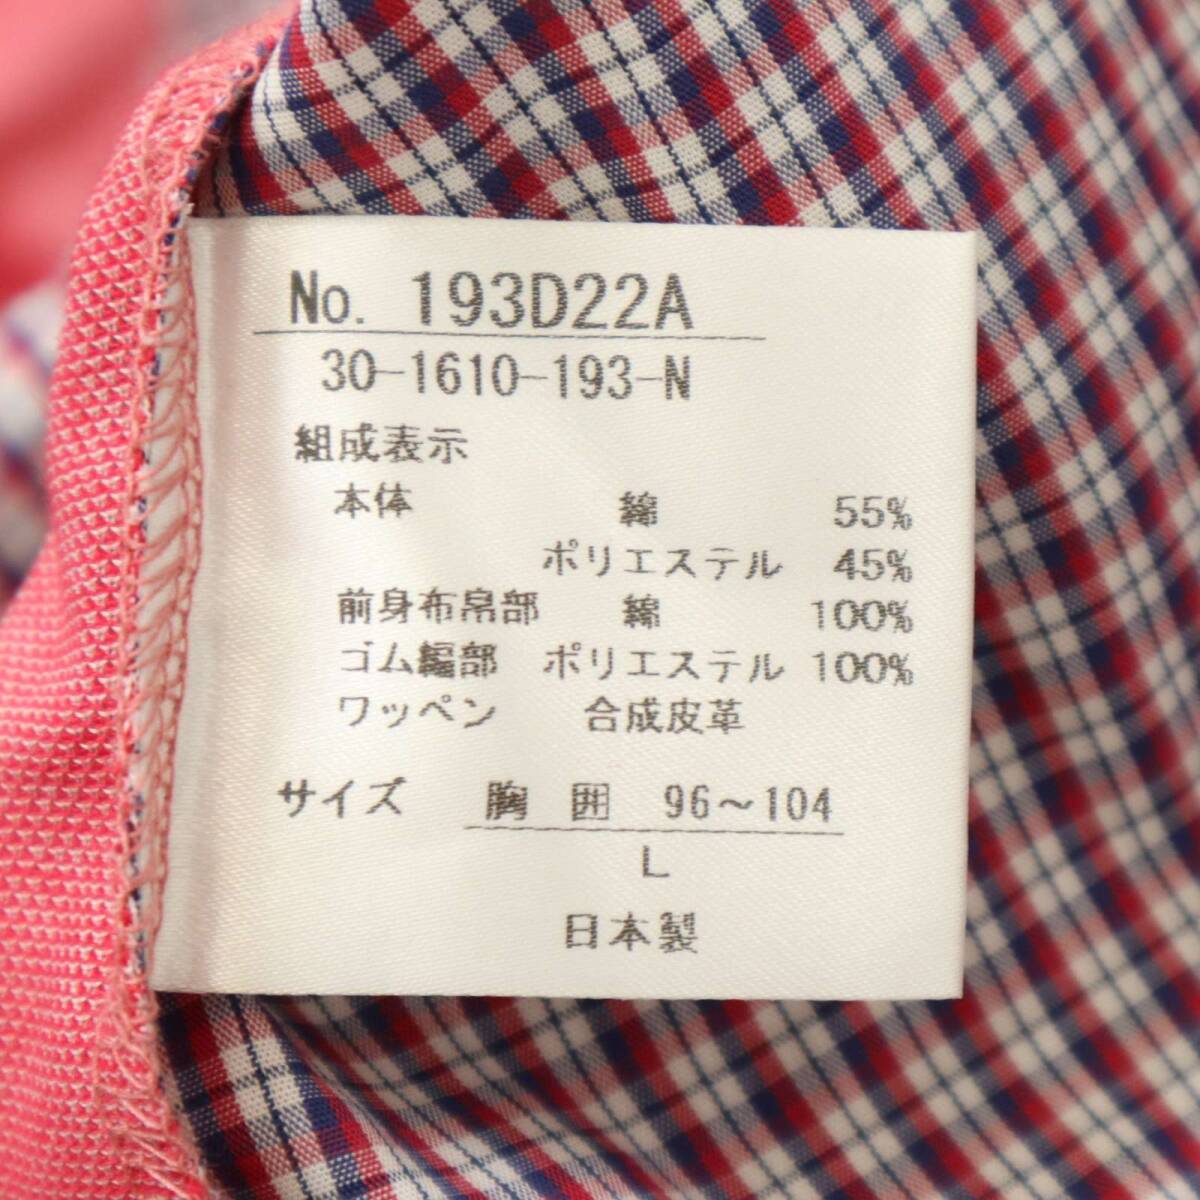 No. 193D22A
30-1610-193-N
組成表示
本体 綿 55%
ポリエステル 45%
前身布帛部 綿 100%
ゴム編部 ポリエステル 100%
ワッペン 合成皮革
サイズ 胸囲 96～104
L
日本製